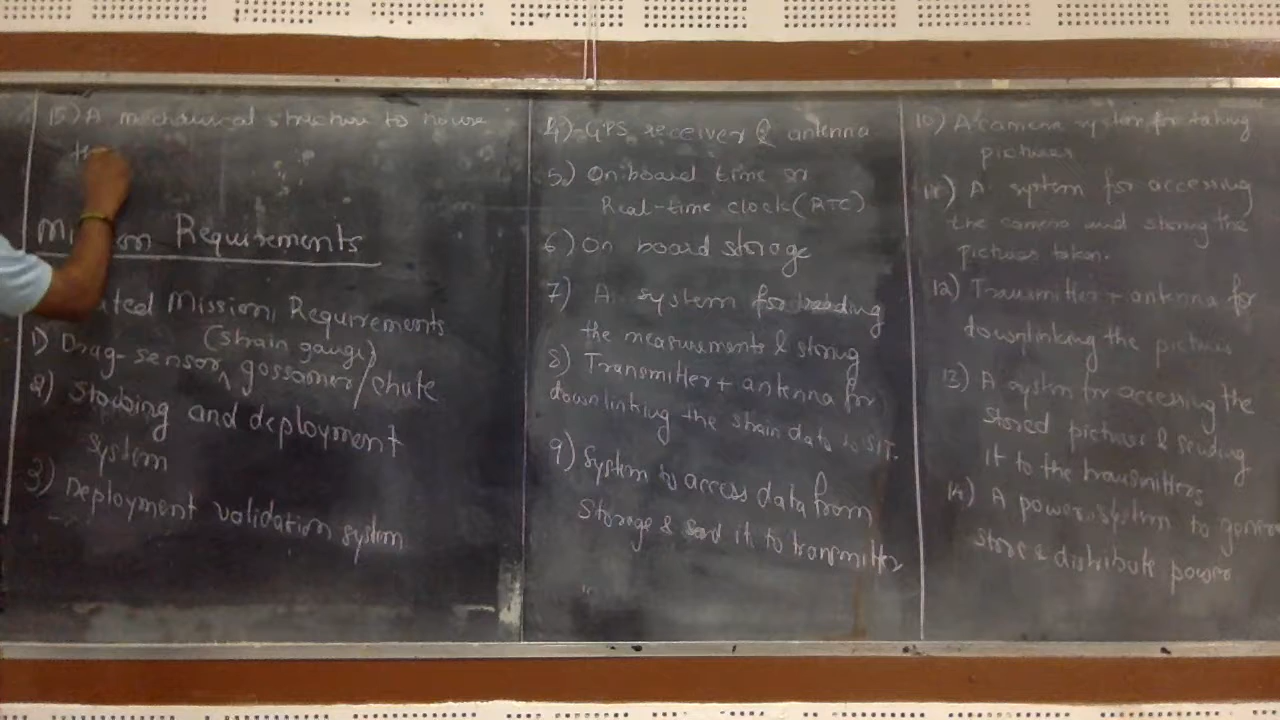 15) A mechanical structure to house
th
Requirements
Mission Requirements
(strain gauge)
1) Drag-sensor ^ gossamer/chute
2) Stowing and deployment
system
3) Deployment validation system
4) GPS receiver & antenna
5) On board time or
Real-time clock (RTC)
6) On board storage
7) A system for reading
the measurements & storing
8) Transmitter + antenna for
downlinking the strain data to SIT.
9) System to access data from
Storage & send it to transmitter
10) A camera system for taking
pictures
11) A system for accessing
the camera and storing the
pictures taken.
12) Transmitter + antenna for
downlinking the pictures
13) A system for accessing the
stored pictures & sending
it to the transmitters
14) A power system to gener
store & distribute power